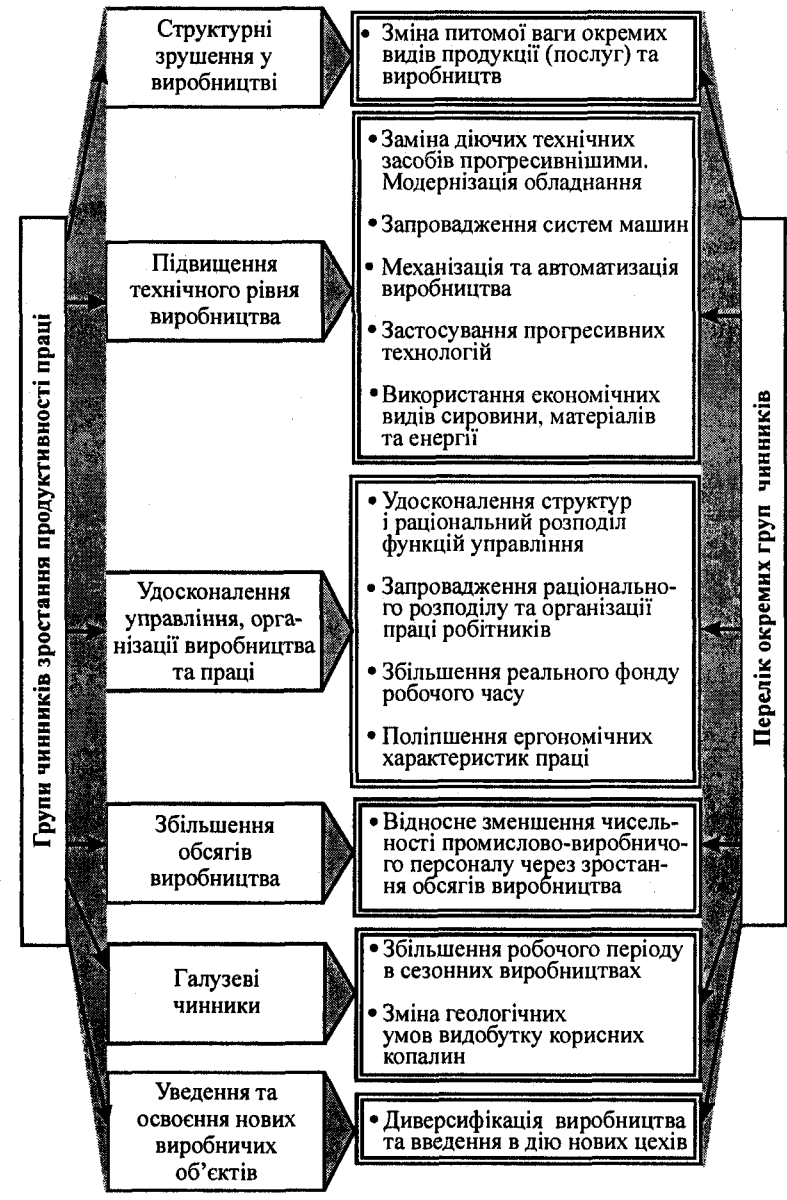 Групи чинників зростання продуктивності праці
Структурні
зрушення у
виробництві
• Зміна питомої ваги окремих
видів продукції (послуг) та
виробництв
Підвищення
технічного рівня
виробництва
• Заміна діючих технічних
засобів прогресивнішими.
Модернізація обладнання
• Запровадження систем машин
• Механізація та автоматизація
виробництва
• Застосування прогресивних
технологій
• Використання економічних
видів сировини, матеріалів
та енергії
Удосконалення
управління, орга-
нізації виробництва
та праці
• Удосконалення структур
і раціональний розподіл
функцій управління
• Запровадження раціонально-
го розподілу та організації
праці робітників
• Збільшення реального фонду
робочого часу
• Поліпшення ергономічних
характеристик праці
Збільшення
обсягів
виробництва
• Відносне зменшення чисель-
ності промислово-виробничо-
го персоналу через зростан-
ня обсягів виробництва
Галузеві
чинники
• Збільшення робочого періоду
в сезонних виробництвах
• Зміна геологічних
умов видобутку корисних
копалин
Уведення та
освоєння нових
виробничих
об’єктів
• Диверсифікація виробництва
та введення в дію нових цехів
Перелік окремих груп чинників